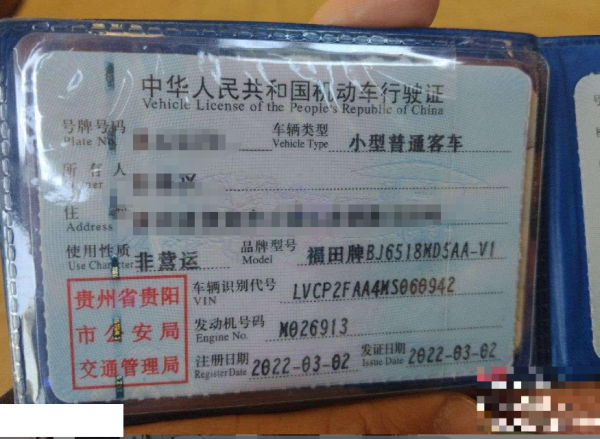 中华人民共和国机动车行驶证
Vehicle License of the People's Republic of China
号牌号码 车辆类型 小型普通客车
Plate No. Vehicle Type
所有人
Owner
住
Address
使用性质 非营运 品牌型号 福田牌BJ6518MD5AA-V1
Use Character Model
贵州省贵阳
市公安局
交通管理局
车辆识别代号 LVCP2FAA4MS060942
VIN
发动机号码 M026913
Engine No.
注册日期 2022-03-02 发证日期 2022-03-02
Register Date Issue Date